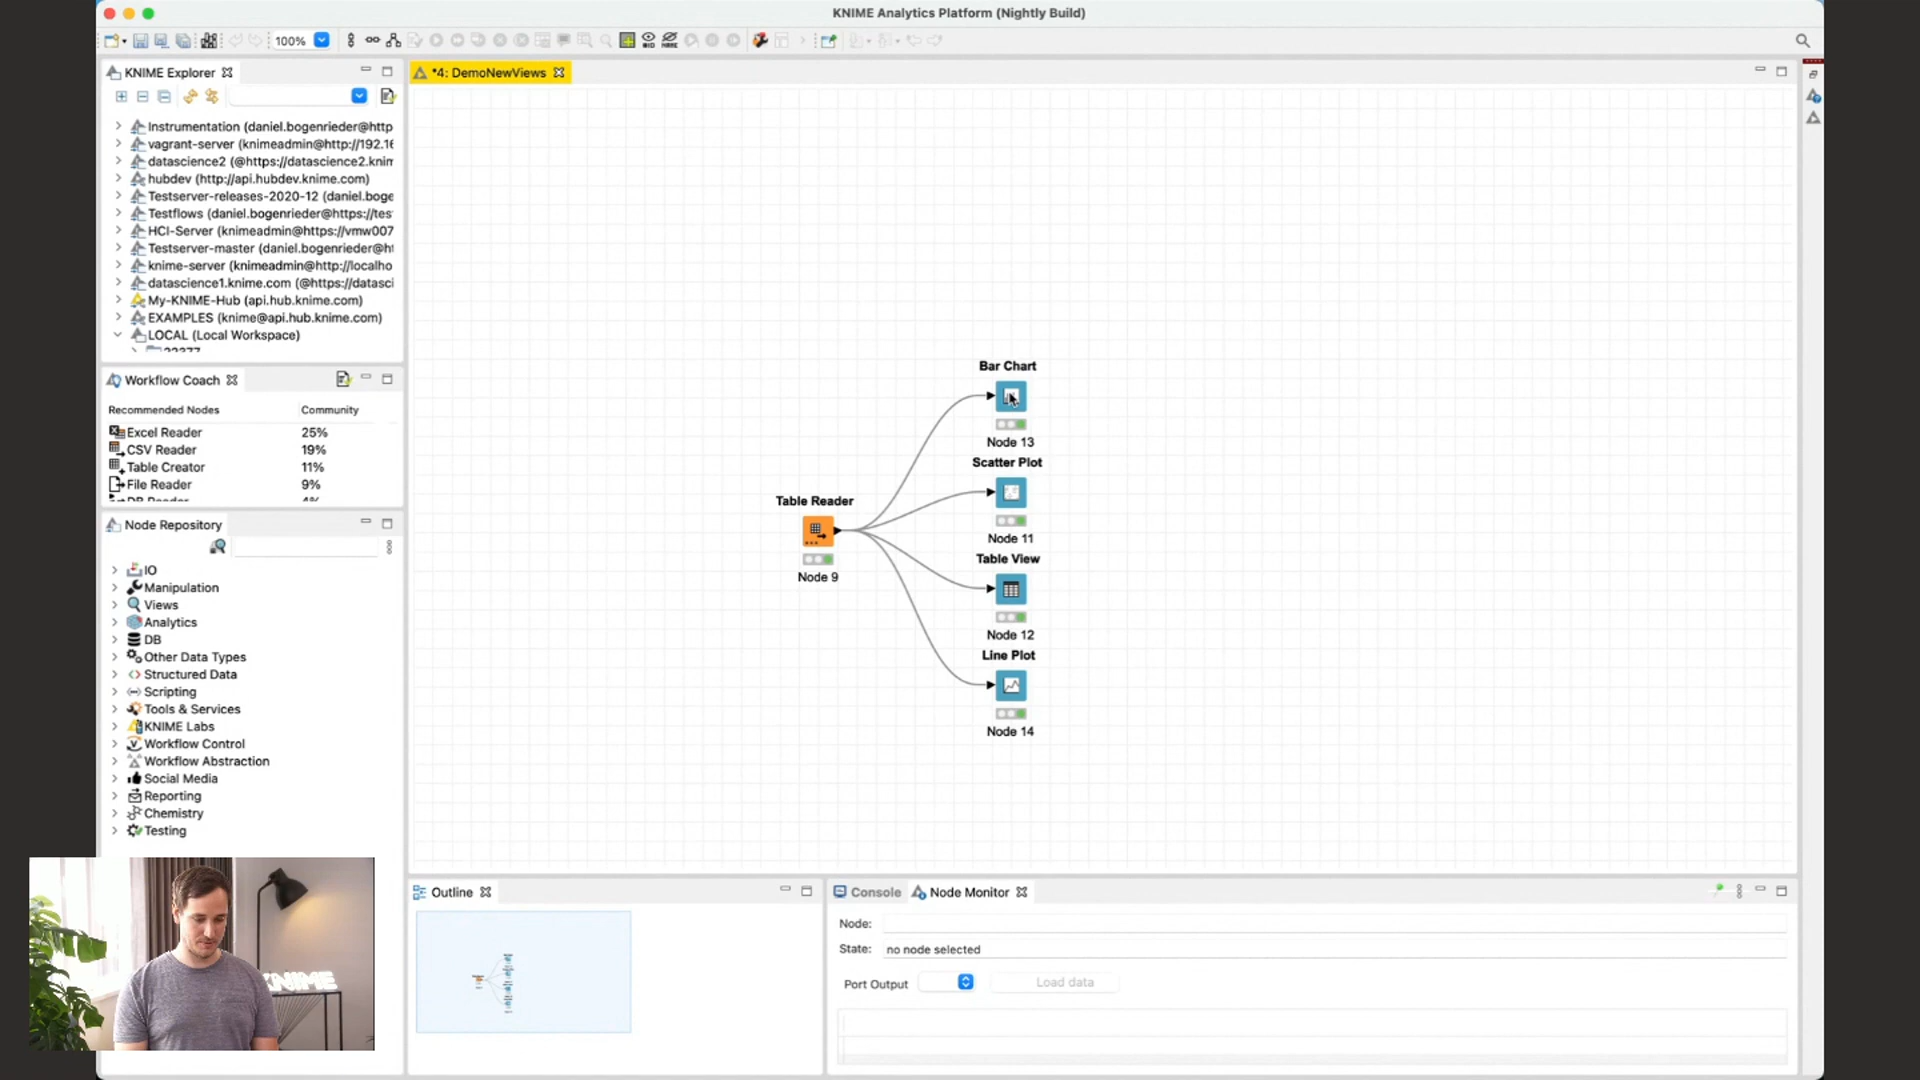 KNIME Analytics Platform (Nightly Build)
100%
KNIME Explorer
*4: DemoNewViews
Instrumentation (daniel.bogenrieder@http
vagrant-server (knimeadmin@http://192.16
datascience2 (@https://datascience2.knim
hubdev (http://api.hubdev.knime.com)
Testserver-releases-2020-12 (daniel.boge
Testflows (daniel.bogenrieder@https://tes
HCI-Server (knimeadmin@https://vmw007
Testserver-master (daniel.bogenrieder@ht
knime-server (knimeadmin@http://localho
datascience1.knime.com (@https://datasci
My-KNIME-Hub (api.hub.knime.com)
EXAMPLES (knime@api.hub.knime.com)
LOCAL (Local Workspace)
Workflow Coach
Recommended Nodes Community
Excel Reader 25%
CSV Reader 19%
Table Creator 11%
File Reader 9%
DB Reader 4%
Node Repository
IO
Manipulation
Views
Analytics
DB
Other Data Types
Structured Data
Scripting
Tools & Services
KNIME Labs
Workflow Control
Workflow Abstraction
Social Media
Reporting
Chemistry
Testing
Bar Chart
Node 13
Scatter Plot
Node 11
Table Reader
Node 9
Table View
Node 12
Line Plot
Node 14
Outline
Console
Node Monitor
Node:
State: no node selected
Port Output
Load data
KNIME